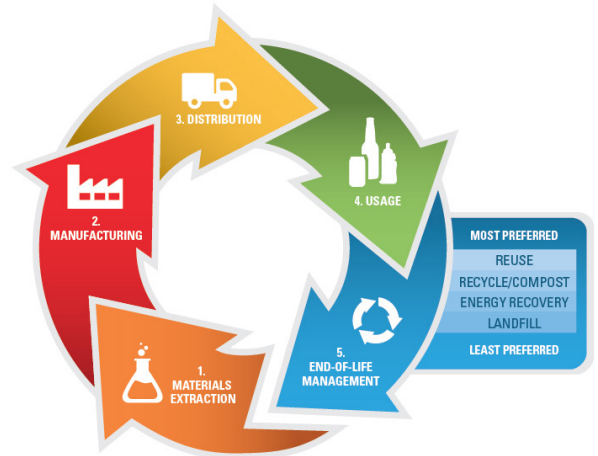 3. DISTRIBUTION
4. USAGE
2.
MANUFACTURING
MOST PREFERRED
REUSE
RECYCLE/COMPOST
ENERGY RECOVERY
LANDFILL
LEAST PREFERRED
1.
MATERIALS
EXTRACTION
5.
END-OF-LIFE
MANAGEMENT